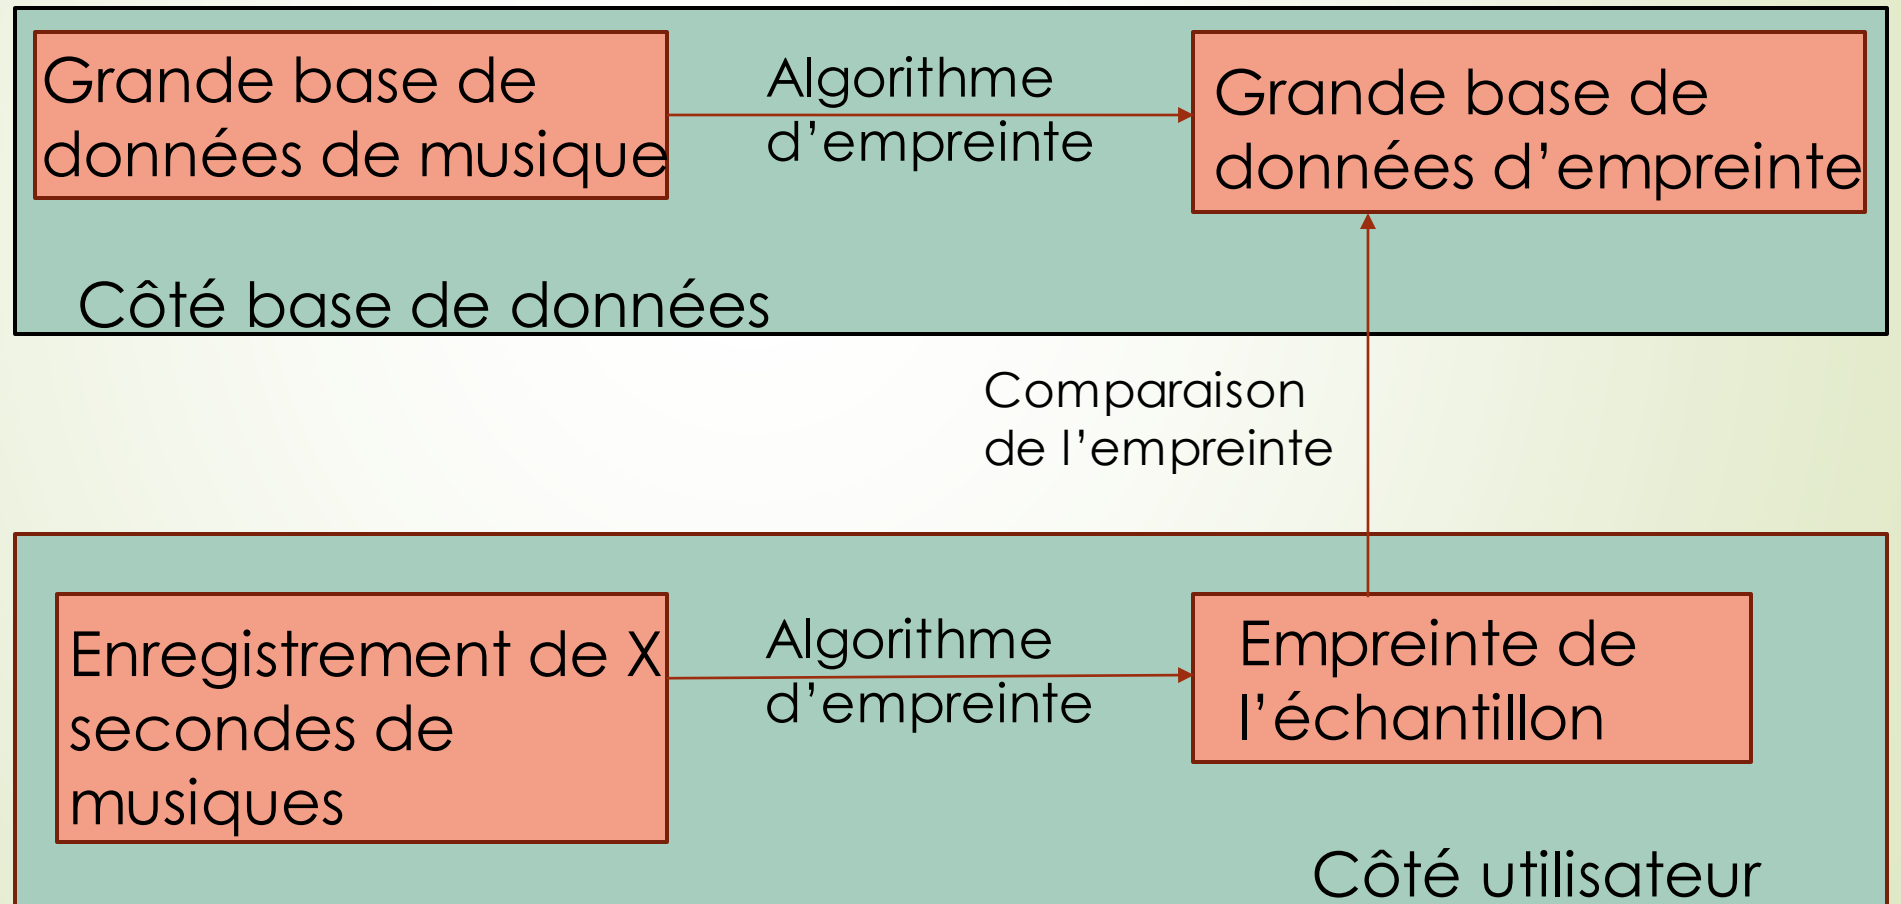 Grande base de
données de musique
Algorithme
d’empreinte
Grande base de
données d’empreinte
Côté base de données
Comparaison
de l’empreinte
Enregistrement de X
secondes de
musiques
Algorithme
d’empreinte
Empreinte de
l’échantillon
Côté utilisateur